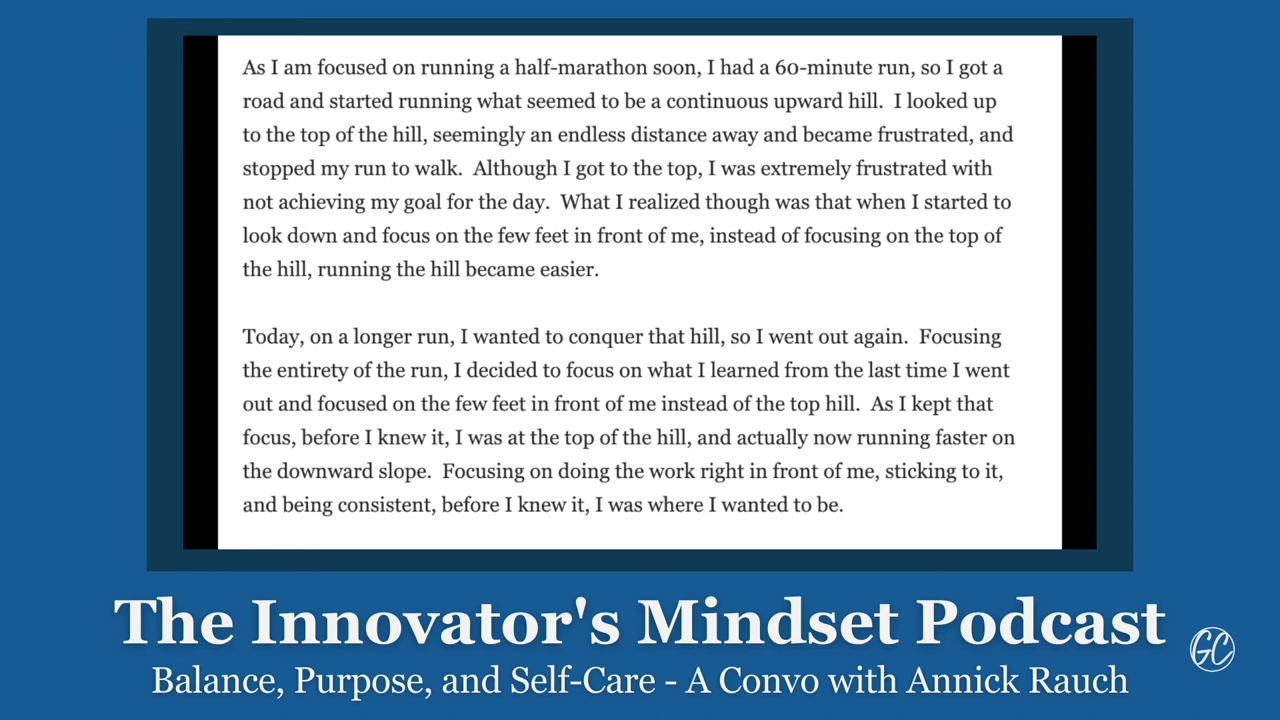 As I am focused on running a half-marathon soon, I had a 60-minute run, so I got a
road and started running what seemed to be a continuous upward hill.  I looked up
to the top of the hill, seemingly an endless distance away and became frustrated, and
stopped my run to walk.  Although I got to the top, I was extremely frustrated with
not achieving my goal for the day.  What I realized though was that when I started to
look down and focus on the few feet in front of me, instead of focusing on the top of
the hill, running the hill became easier.
Today, on a longer run, I wanted to conquer that hill, so I went out again.  Focusing
the entirety of the run, I decided to focus on what I learned from the last time I went
out and focused on the few feet in front of me instead of the top hill.  As I kept that
focus, before I knew it, I was at the top of the hill, and actually now running faster on
the downward slope.  Focusing on doing the work right in front of me, sticking to it,
and being consistent, before I knew it, I was where I wanted to be.
The Innovator's Mindset Podcast
GC
Balance, Purpose, and Self-Care - A Convo with Annick Rauch